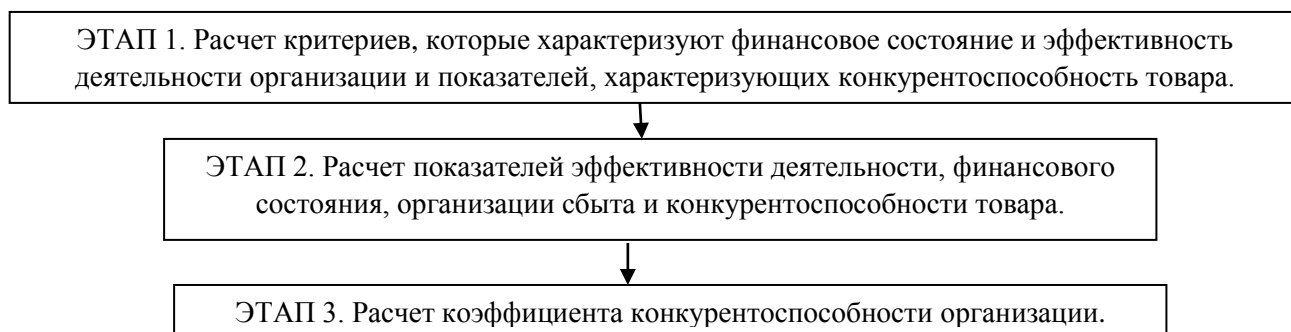 ЭТАП 1. Расчет критериев, которые характеризуют финансовое состояние и эффективность
деятельности организации и показателей, характеризующих конкурентоспособность товара.
ЭТАП 2. Расчет показателей эффективности деятельности, финансового
состояния, организации сбыта и конкурентоспособности товара.
ЭТАП 3. Расчет коэффициента конкурентоспособности организации.